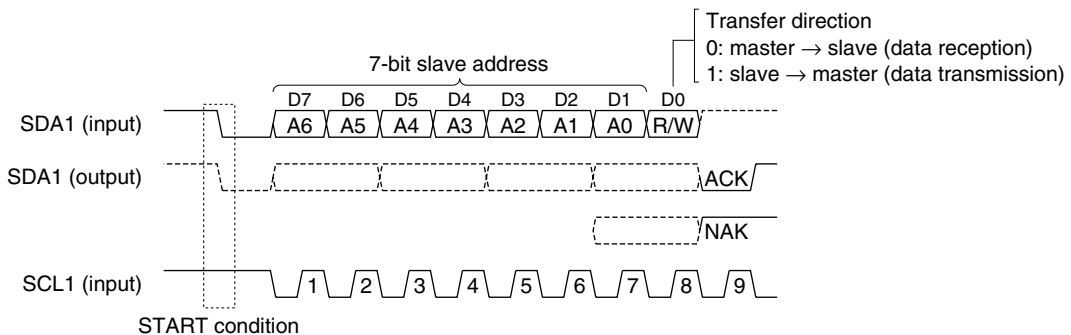 Transfer direction
0: master → slave (data reception)
1: slave → master (data transmission)
7-bit slave address
D7 D6 D5 D4 D3 D2 D1 D0
SDA1 (input) A6 A5 A4 A3 A2 A1 A0 R/W
SDA1 (output) ACK
NAK
SCL1 (input) 1 2 3 4 5 6 7 8 9
START condition